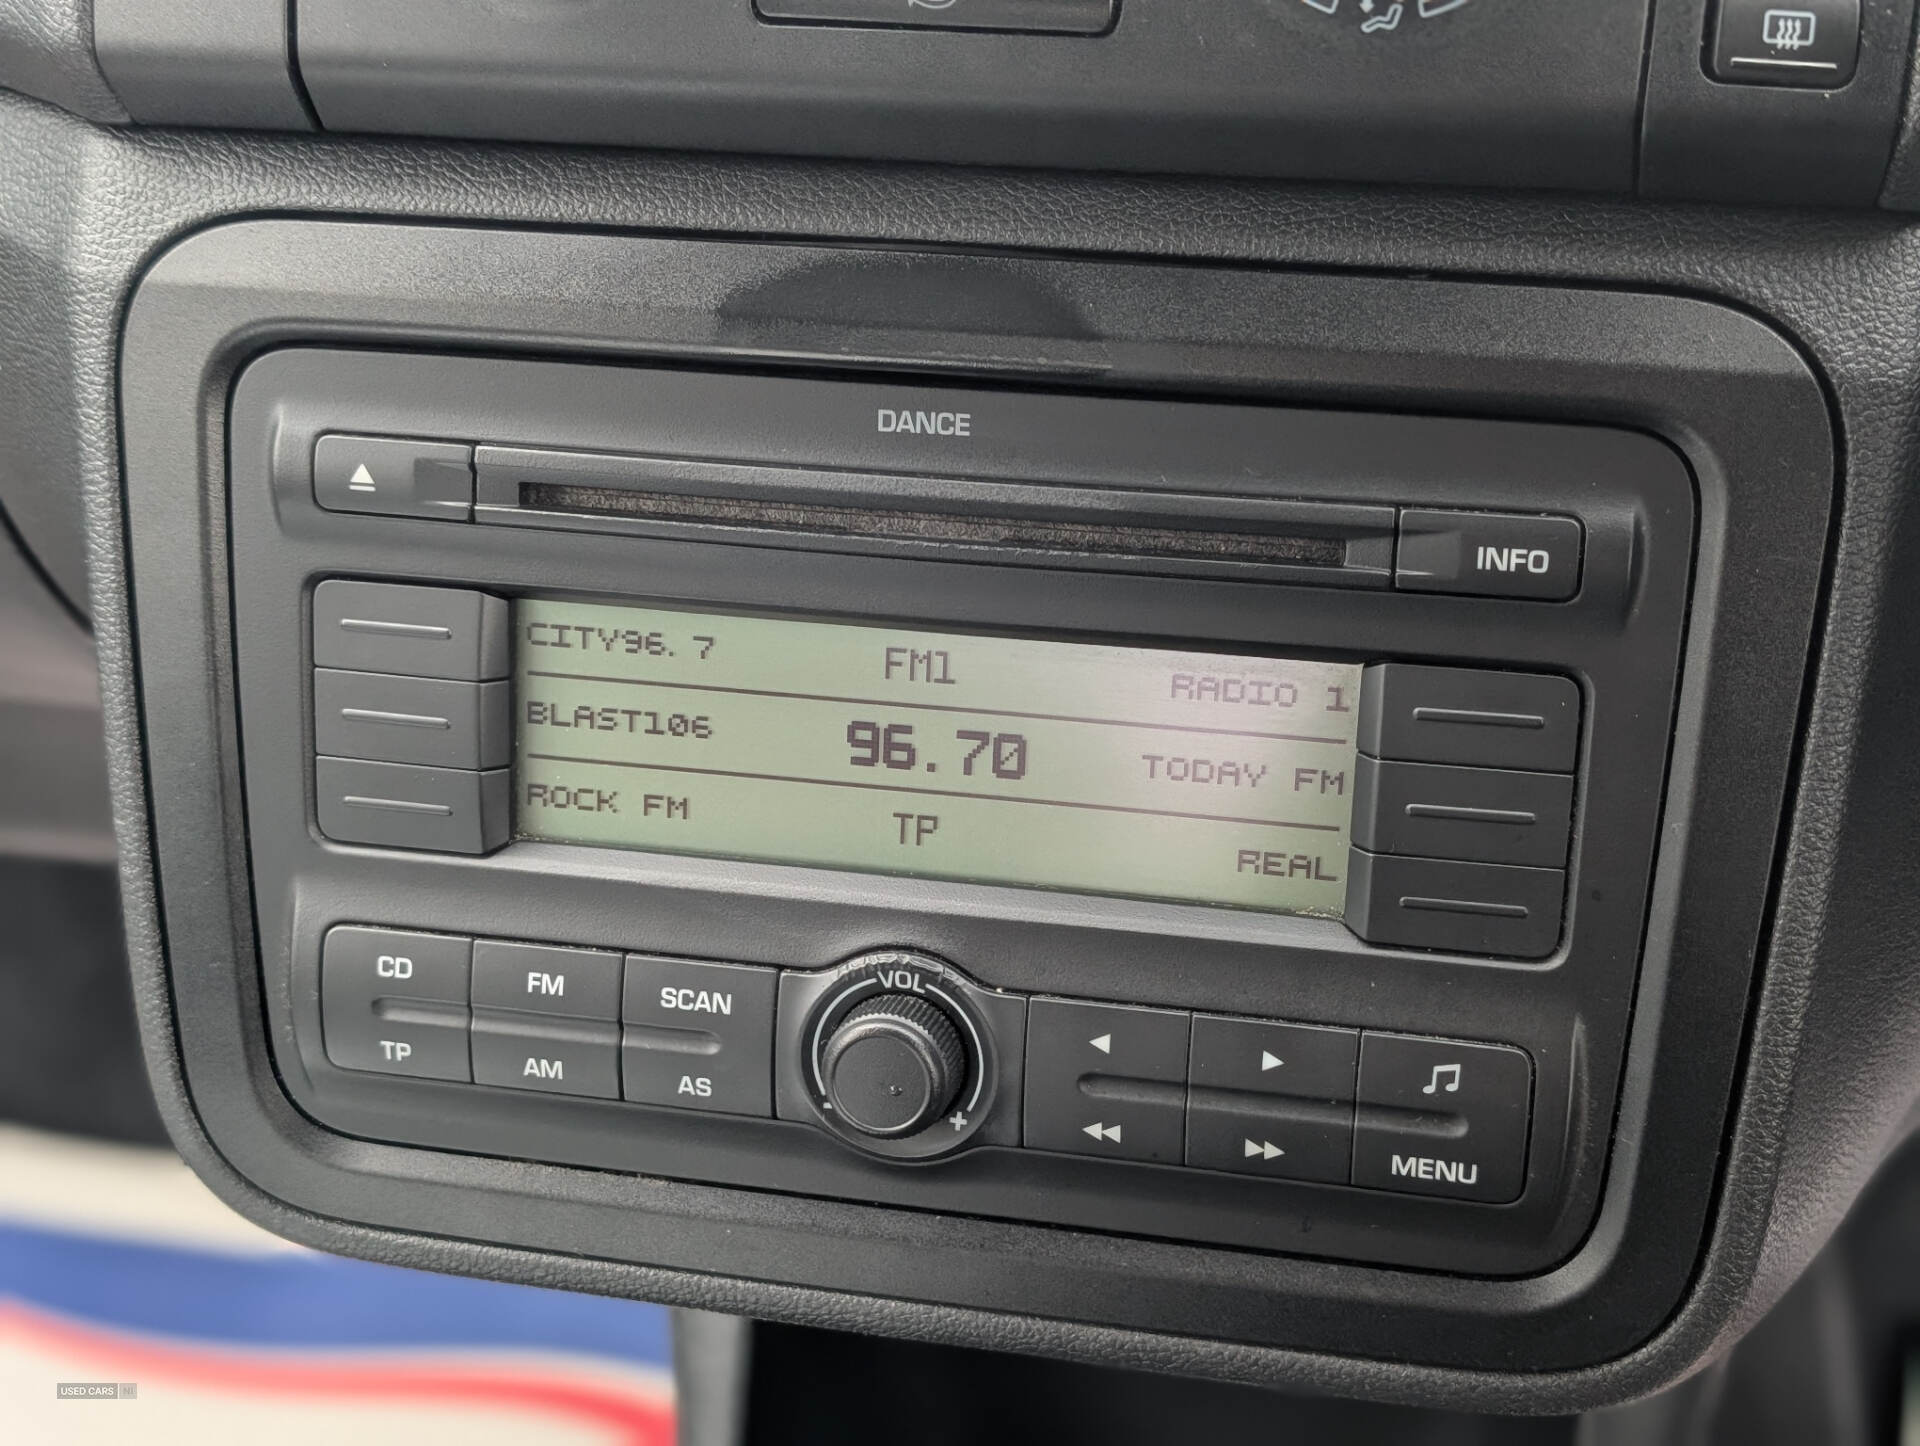 DANCE
INFO
CITY96.7
FM1
RADIO 1
BLAST106
96.70
TODAY FM
ROCK FM
TP
REAL
CD
FM
SCAN
VOL
TP
AM
AS
- +
MENU
USED CARS NI